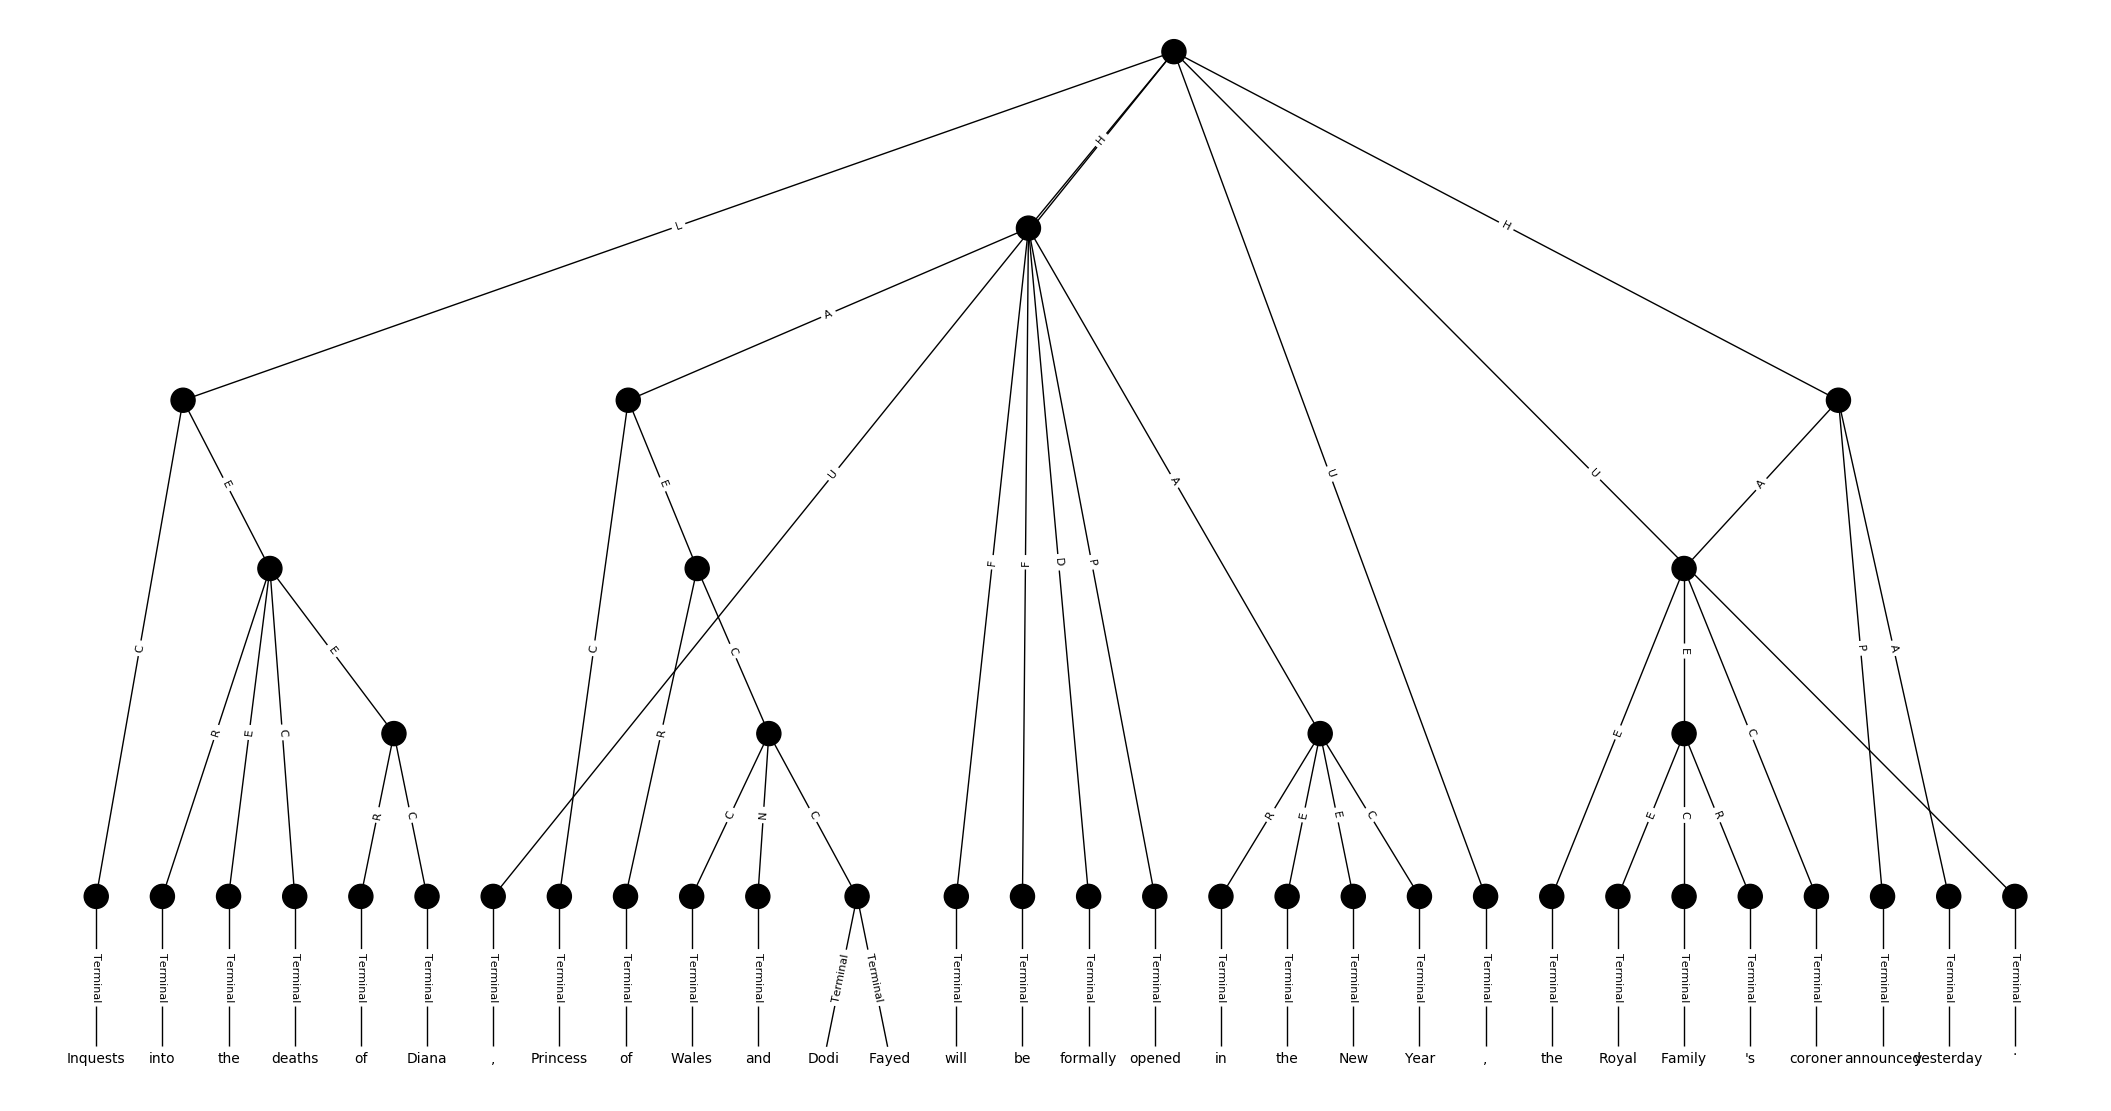 H
L
H
A
U
U
U
A
A
E
E
F
F
D
P
C
E
C
C
E
P
A
R
E
C
R
E
C
R
C
C
N
C
R
E
E
C
E
C
R
Terminal Terminal Terminal Terminal Terminal Terminal Terminal Terminal Terminal Terminal Terminal Terminal Terminal Terminal Terminal Terminal Terminal Terminal Terminal Terminal Terminal Terminal Terminal Terminal Terminal Terminal Terminal Terminal Terminal Terminal
Inquests into the deaths of Diana , Princess of Wales and Dodi Fayed will be formally opened in the New Year , the Royal Family 's coroner announced yesterday .